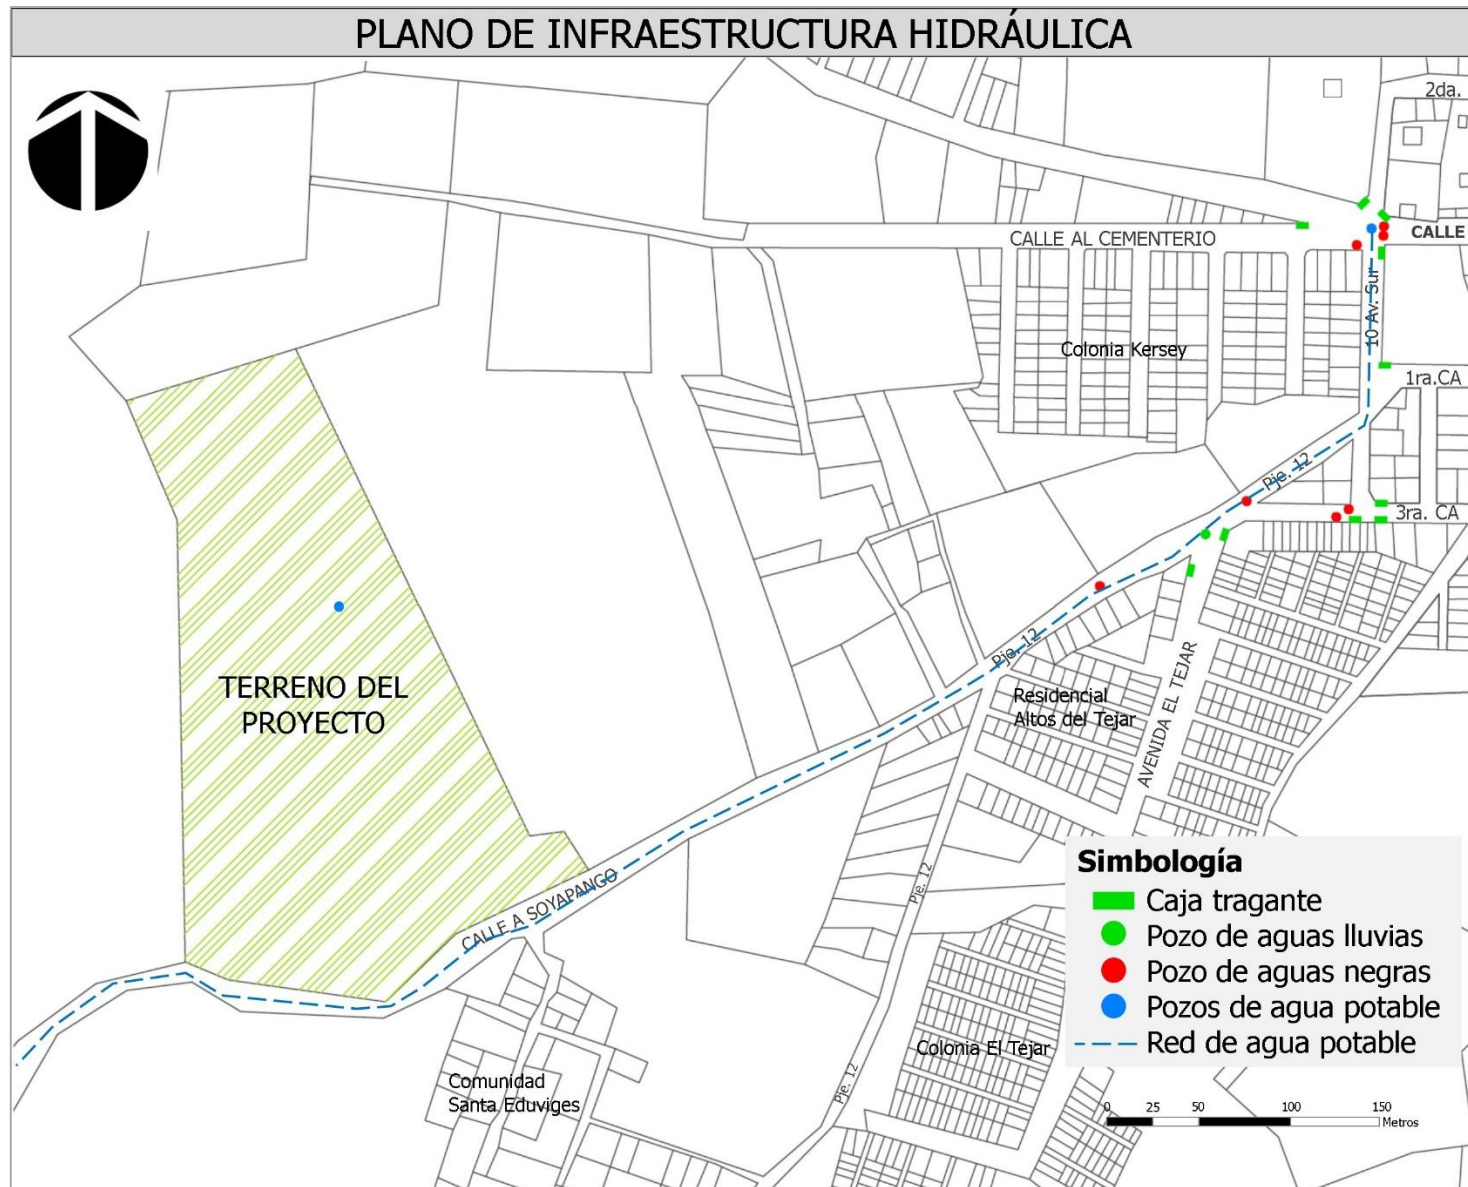 PLANO DE INFRAESTRUCTURA HIDRÁULICA
2da.
CALLE AL CEMENTERIO
CALLE
10 Av. Sur
Colonia Kersey
1ra.CA
Pje. 12
3ra. CA
Pje. 12
TERRENO DEL
PROYECTO
Residencial
Altos del Tejar
AVENIDA EL TEJAR
CALLE A SOYAPANGO
Pje. 12
Simbología
Caja tragante
Pozo de aguas lluvias
Pozo de aguas negras
Pozos de agua potable
Red de agua potable
Colonia El Tejar
Comunidad
Santa Eduviges
Pje. 12
0 25 50 100 150
Metros